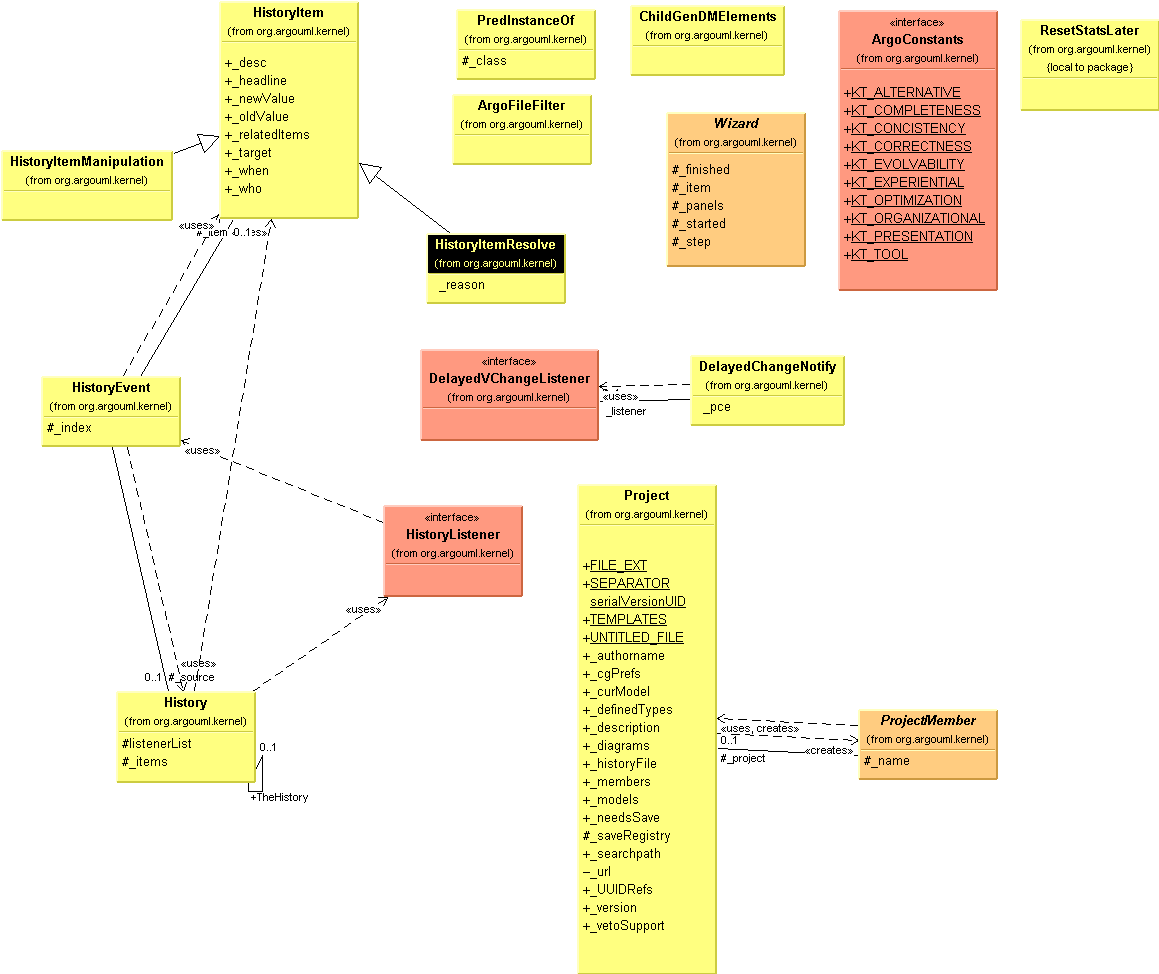 HistoryItem
(from org.argouml.kernel)
+_desc
+_headline
+_newValue
+_oldValue
+_relatedItems
+_target
+_when
+_who
PredInstanceOf
(from org.argouml.kernel)
#_class
ChildGenDMElements
(from org.argouml.kernel)
«interface»
ArgoConstants
(from org.argouml.kernel)
+KT_ALTERNATIVE
+KT_COMPLETENESS
+KT_CONCISTENCY
+KT_CORRECTNESS
+KT_EVOLVABILITY
+KT_EXPERIENTIAL
+KT_OPTIMIZATION
+KT_ORGANIZATIONAL
+KT_PRESENTATION
+KT_TOOL
ResetStatsLater
(from org.argouml.kernel)
{local to package}
ArgoFileFilter
(from org.argouml.kernel)
Wizard
(from org.argouml.kernel)
#_finished
#_item
#_panels
#_started
#_step
HistoryItemManipulation
(from org.argouml.kernel)
«uses»
#_item 0..1es»
HistoryItemResolve
(from org.argouml.kernel)
_reason
«interface»
DelayedVChangeListener
(from org.argouml.kernel)
«uses»
_listener
DelayedChangeNotify
(from org.argouml.kernel)
_pce
HistoryEvent
(from org.argouml.kernel)
#_index
«uses»
«interface»
HistoryListener
(from org.argouml.kernel)
«uses»
«uses»
0..1 #_source
History
(from org.argouml.kernel)
#listenerList
#_items
0..1
+TheHistory
Project
(from org.argouml.kernel)
+FILE_EXT
+SEPARATOR
serialVersionUID
+TEMPLATES
+UNTITLED_FILE
+_authorname
+_cgPrefs
+_curModel
+_definedTypes
+_description
+_diagrams
+_historyFile
+_members
+_models
+_needsSave
#_saveRegistry
+_searchpath
–_url
+_UUIDRefs
+_version
+_vetoSupport
«uses, creates»
0..1
«creates»
#_project
ProjectMember
(from org.argouml.kernel)
#_name